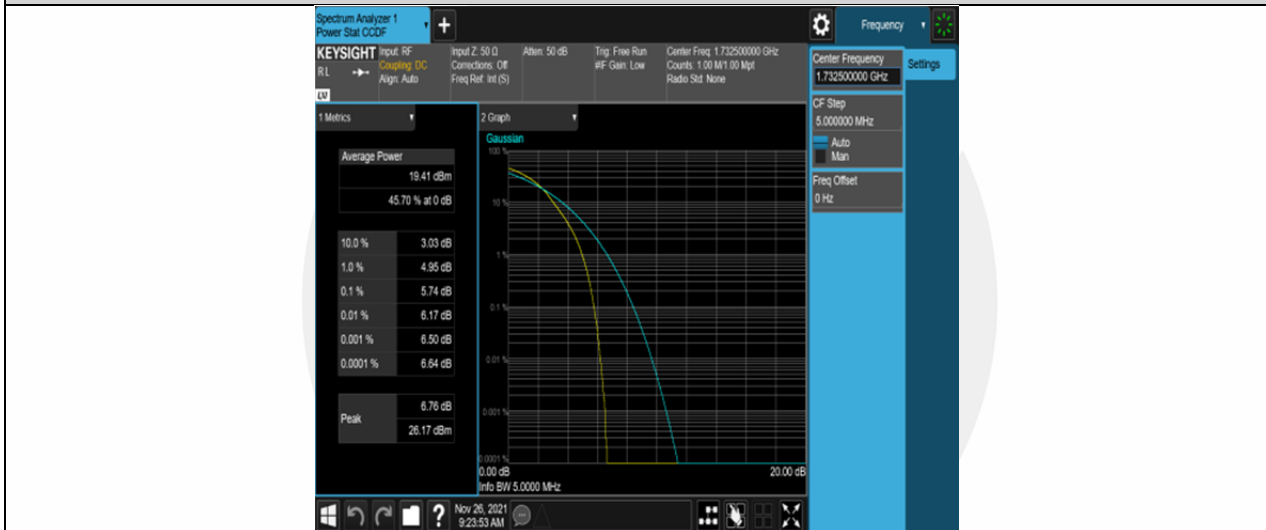 Spectrum Analyzer 1
Power Stat CCDF
Frequency
KEYSIGHT
RL
LXI
Input: RF
Coupling: DC
Align: Auto
Input Z: 50 Ω
Corrections: Off
Freq Ref: Int (S)
Atten: 50 dB
Trig: Free Run
#IF Gain: Low
Center Freq: 1.732500000 GHz
Counts: 1.00 M/1.00 Mpt
Radio Std: None
Center Frequency
1.732500000 GHz
Settings
CF Step
5.000000 MHz
Auto
Man
Freq Offset
0 Hz
1 Metrics
Average Power
19.41 dBm
45.70 % at 0 dB
10.0 % 3.03 dB
1.0 % 4.95 dB
0.1 % 5.74 dB
0.01 % 6.17 dB
0.001 % 6.50 dB
0.0001 % 6.64 dB
Peak
6.76 dB
26.17 dBm
2 Graph
Gaussian
100 %
10 %
1 %
0.1 %
0.01 %
0.001 %
0.0001 %
0.00 dB 20.00 dB
Info BW 5.0000 MHz
Nov 26, 2021
9:23:53 AM